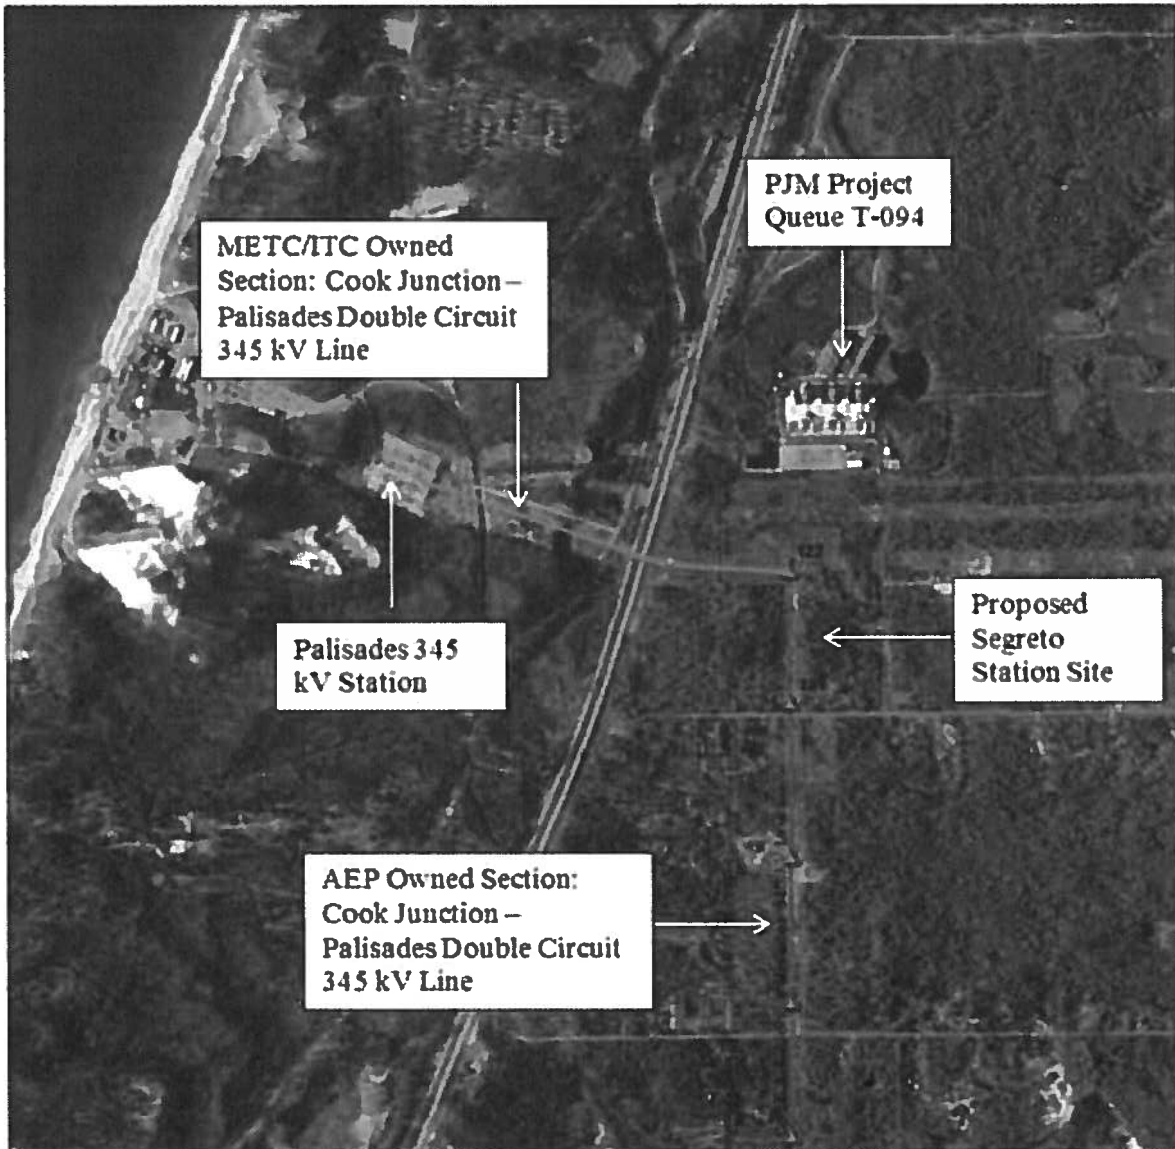 PJM Project
Queue T-094
METC/ITC Owned
Section: Cook Junction –
Palisades Double Circuit
345 kV Line
Palisades 345
kV Station
Proposed
Segreto
Station Site
AEP Owned Section:
Cook Junction –
Palisades Double Circuit
345 kV Line